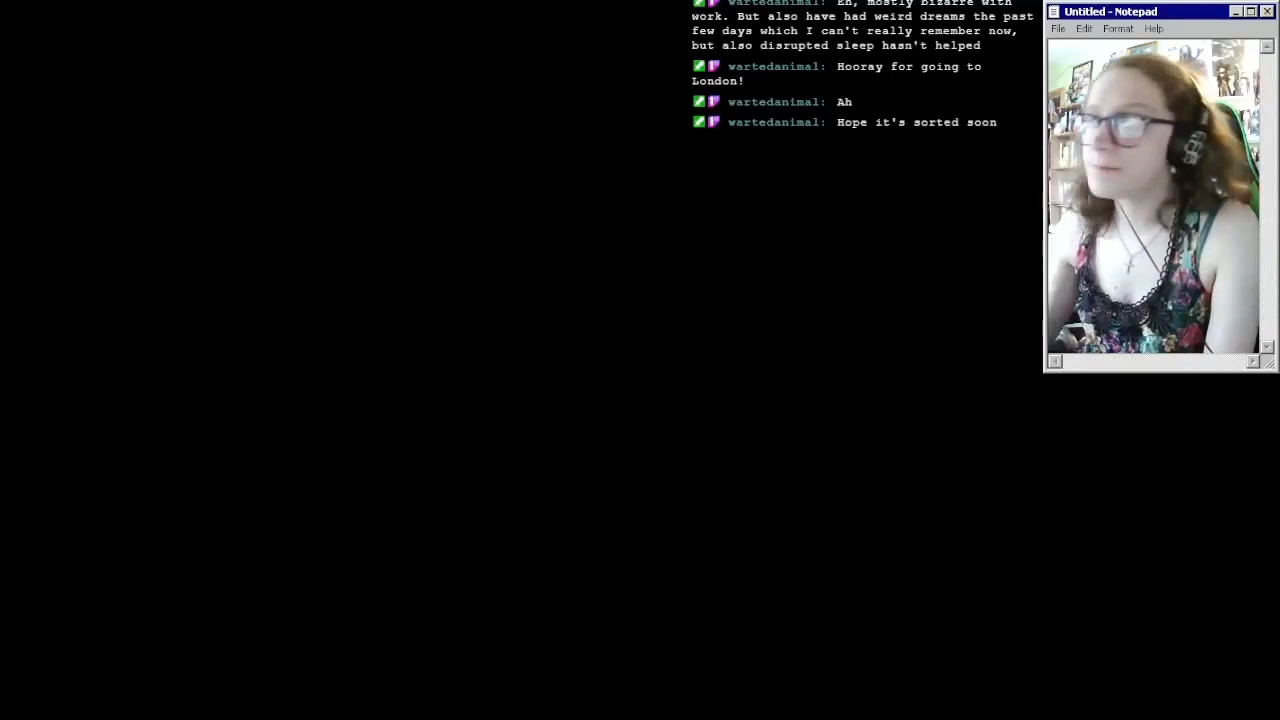 wartedanimal: Eh, mostly bizarre with
work. But also have had weird dreams the past
few days which I can't really remember now,
but also disrupted sleep hasn't helped
wartedanimal: Hooray for going to
London!
wartedanimal: Ah
wartedanimal: Hope it's sorted soon
Untitled - Notepad
File Edit Format Help